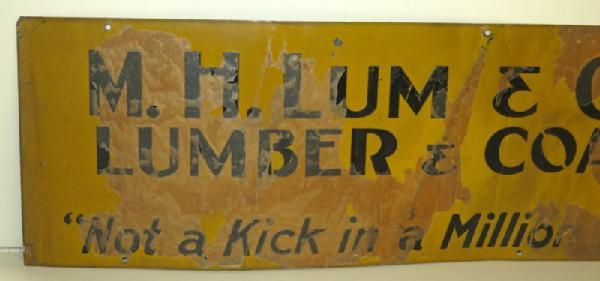 M. H. LUM & C
LUMBER & COA
"Not a Kick in a Million